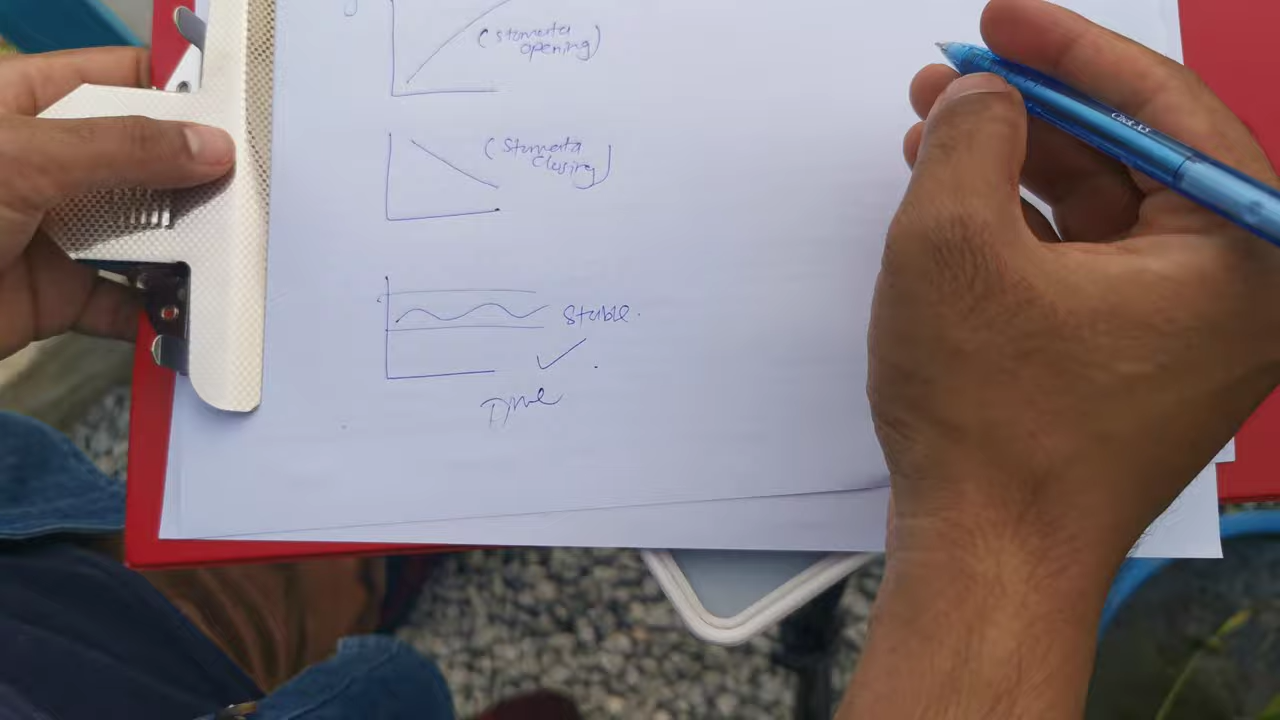 (Stomata
opening)
(Stomata
Closing)
Stable.
Time